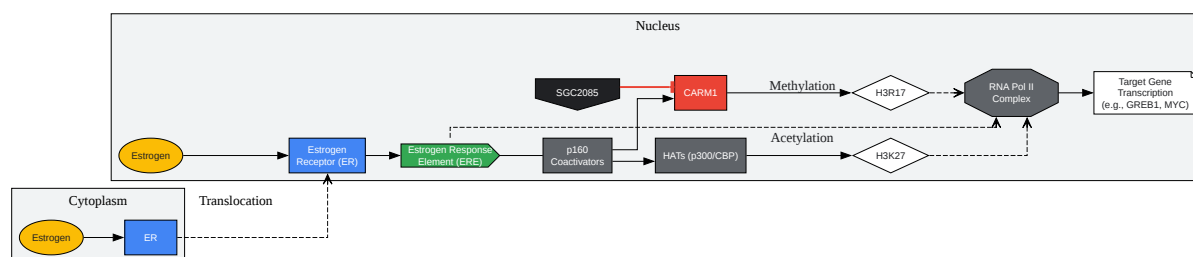 Nucleus
SGC2085
CARM1
Methylation
H3R17
RNA Pol II
Complex
Target Gene
Transcription
(e.g., GREB1, MYC)
Estrogen
Estrogen
Receptor (ER)
Estrogen Response
Element (ERE)
p160
Coactivators
HATs (p300/CBP)
Acetylation
H3K27
Cytoplasm
Translocation
Estrogen
ER